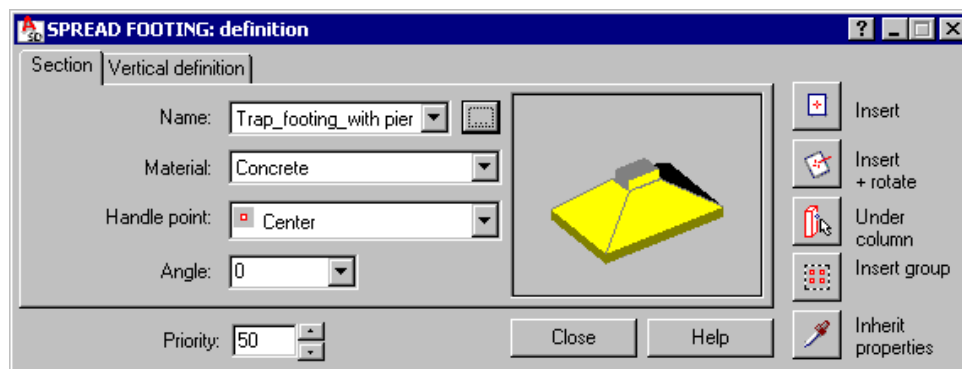 SPREAD FOOTING: definition
Section
Vertical definition
Name: Trap_footing_with pier ...
Material: Concrete
Handle point: Center
Angle: 0
Priority: 50
Close
Help
Insert
Insert
+ rotate
Under
column
Insert group
Inherit
properties